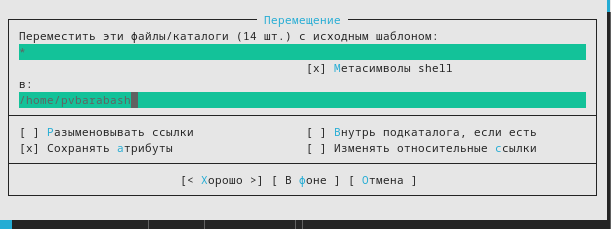 Перемещение
Переместить эти файлы/каталоги (14 шт.) с исходным шаблоном:
*
[x] Метасимволы shell
в:
/home/pvbarabash
[ ] Разыменовывать ссылки [ ] Внутрь подкаталога, если есть
[x] Сохранять атрибуты [ ] Изменять относительные ссылки
[< Хорошо >] [ В фоне ] [ Отмена ]